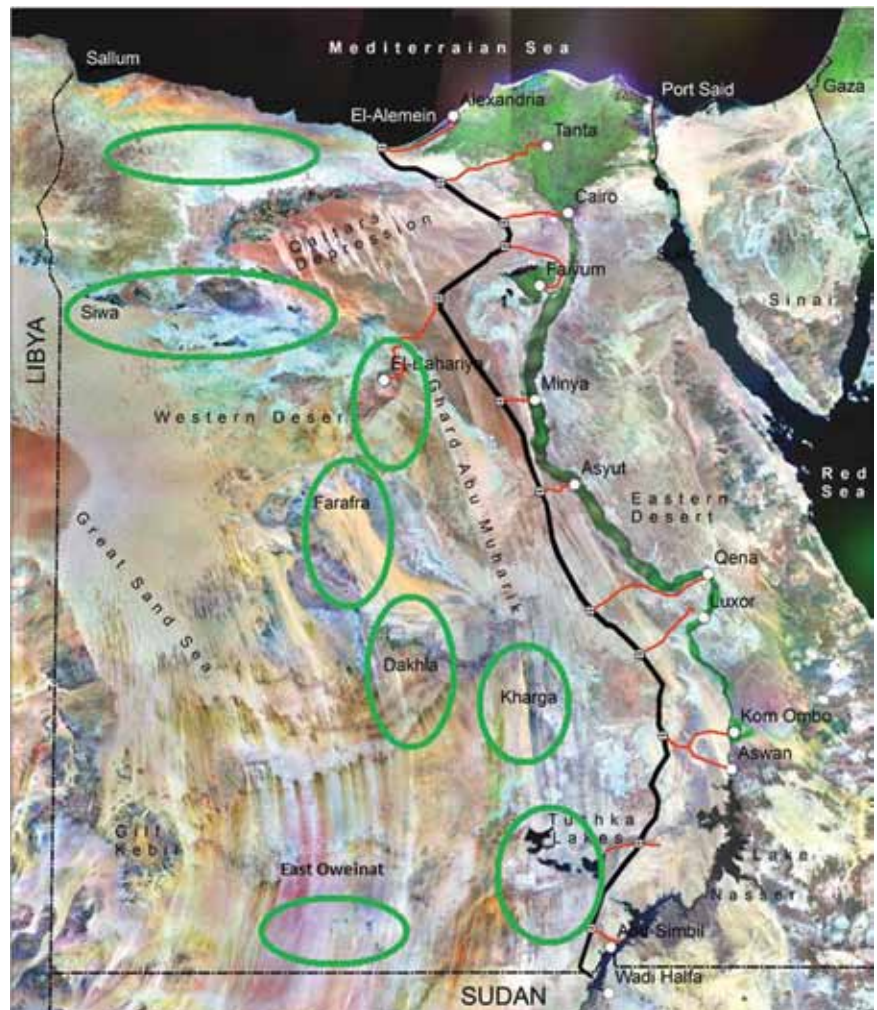 Mediterraian Sea
Sallum
Port Said
Gaza
El-Alemein
Alexandria
Tanta
Cairo
Qattara
Depression
Faiyum
Sinai
Siwa
LIBYA
El-Bahariya
Minya
Western Deser
Ghard Abu Muharik
Asyut
Red
Sea
Farafra
Eastern
Desert
Great Sand Sea
Qena
Luxor
Dakhla
Kharga
Kom Ombo
Aswan
Tushka
Lakes
Gilf
Kebir
Lake
Nasser
East Oweinat
Abu-Simbil
Wadi Halfa
SUDAN